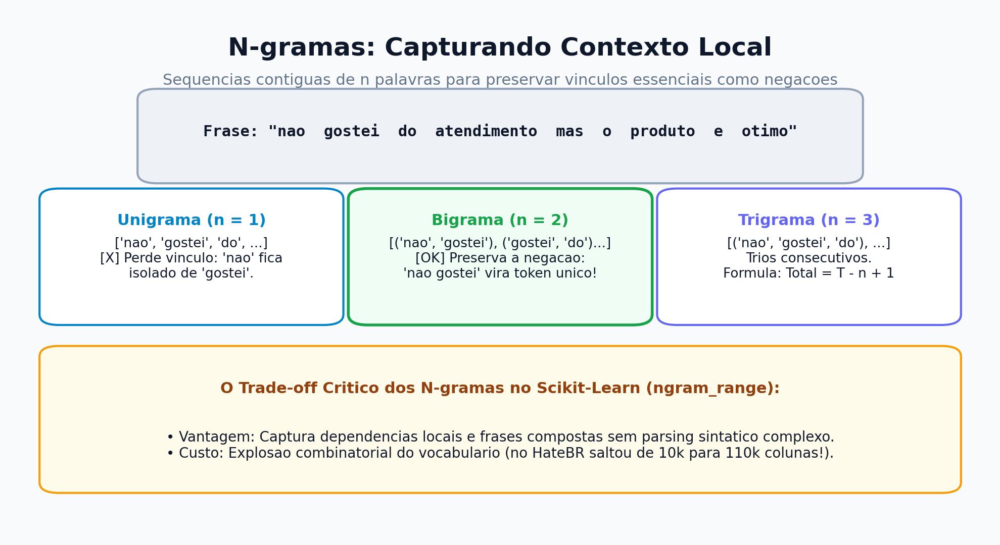 N-gramas: Capturando Contexto Local
Sequencias contiguas de n palavras para preservar vinculos essenciais como negacoes
Frase: "nao  gostei  do  atendimento  mas  o  produto  e  otimo"
Unigrama (n = 1)
['nao', 'gostei', 'do', ...]
[X] Perde vinculo: 'nao' fica
isolado de 'gostei'.
Bigrama (n = 2)
[('nao', 'gostei'), ('gostei', 'do')...]
[OK] Preserva a negacao:
'nao gostei' vira token unico!
Trigrama (n = 3)
[('nao', 'gostei', 'do'), ...]
Trios consecutivos.
Formula: Total = T - n + 1
O Trade-off Critico dos N-gramas no Scikit-Learn (ngram_range):
• Vantagem: Captura dependencias locais e frases compostas sem parsing sintatico complexo.
• Custo: Explosao combinatorial do vocabulario (no HateBR saltou de 10k para 110k colunas!).